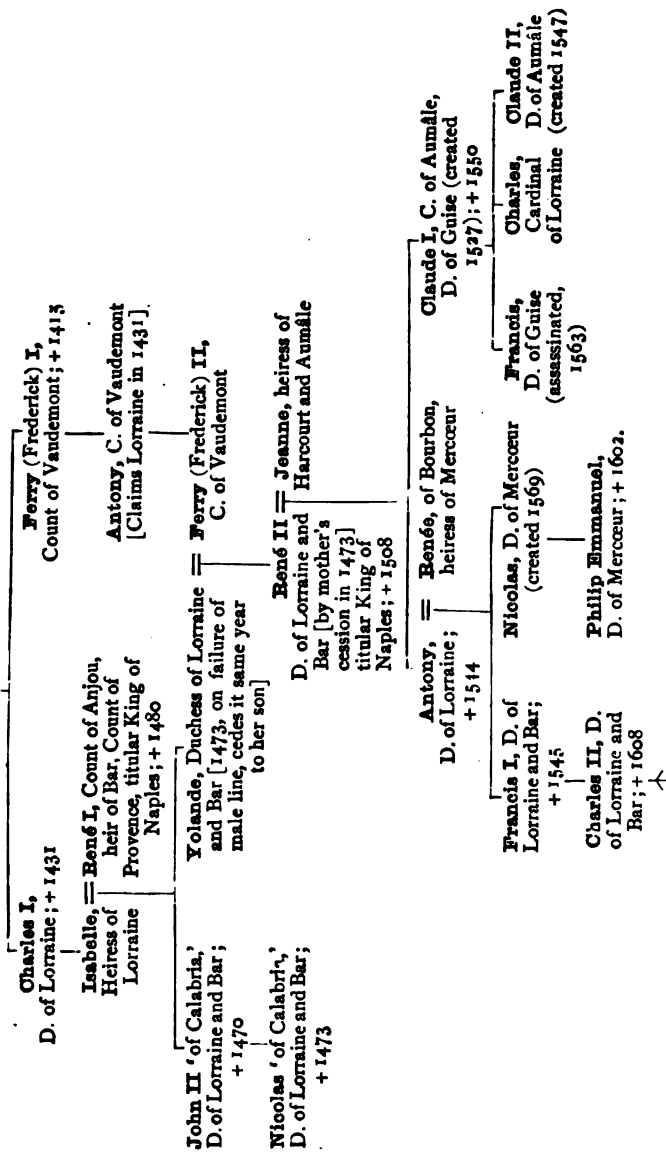 Charles I,
D. of Lorraine; +1431
Ferry (Frederick) I,
Count of Vaudemont; +1415
Isabelle, = René I, Count of Anjou,
Heiress of
Lorraine
heir of Bar, Count of
Provence, titular King of
Naples; +1480
Antony, C. of Vaudemont
[Claims Lorraine in 1431].
John II 'of Calabria,'
D. of Lorraine and Bar;
+1470
Yolande, Duchess of Lorraine = Ferry (Frederick) II,
and Bar [1473, on failure of
male line, cedes it same year
to her son]
C. of Vaudemont
Nicolas 'of Calabria,'
D. of Lorraine and Bar;
+1473
René II = Jeanne, heiress of
D. of Lorraine and
Bar [by mother's
cession in 1473]
titular King of
Naples; +1508
Harcourt and Aumâle
Antony, = Renée, of Bourbon,
D. of Lorraine;
+1544
heiress of Mercœur
Claude I, C. of Aumâle,
D. of Guise (created
1527); +1550
Francis I, D. of
Lorraine and Bar;
+1545
Nicolas, D. of Mercœur
(created 1569)
Francis,
D. of Guise
(assassinated,
1563)
Charles,
Cardinal
of Lorraine
Claude II,
D. of Aumâle
(created 1547)
Charles II, D.
of Lorraine and
Bar; +1608
Philip Emmanuel,
D. of Mercœur; +1602.